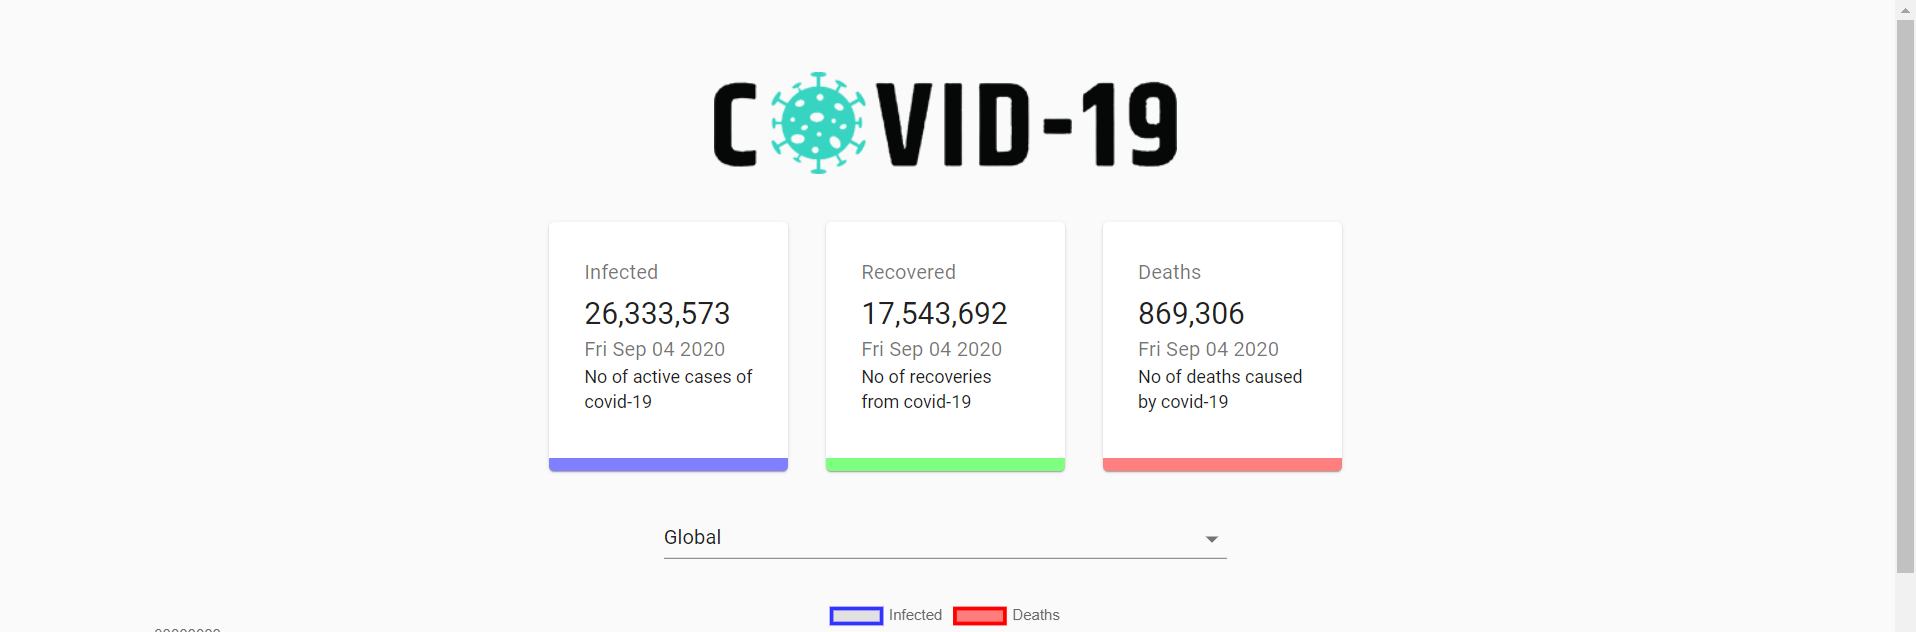 COVID-19
Infected
26,333,573
Fri Sep 04 2020
No of active cases of
covid-19
Recovered
17,543,692
Fri Sep 04 2020
No of recoveries
from covid-19
Deaths
869,306
Fri Sep 04 2020
No of deaths caused
by covid-19
Global
Infected Deaths